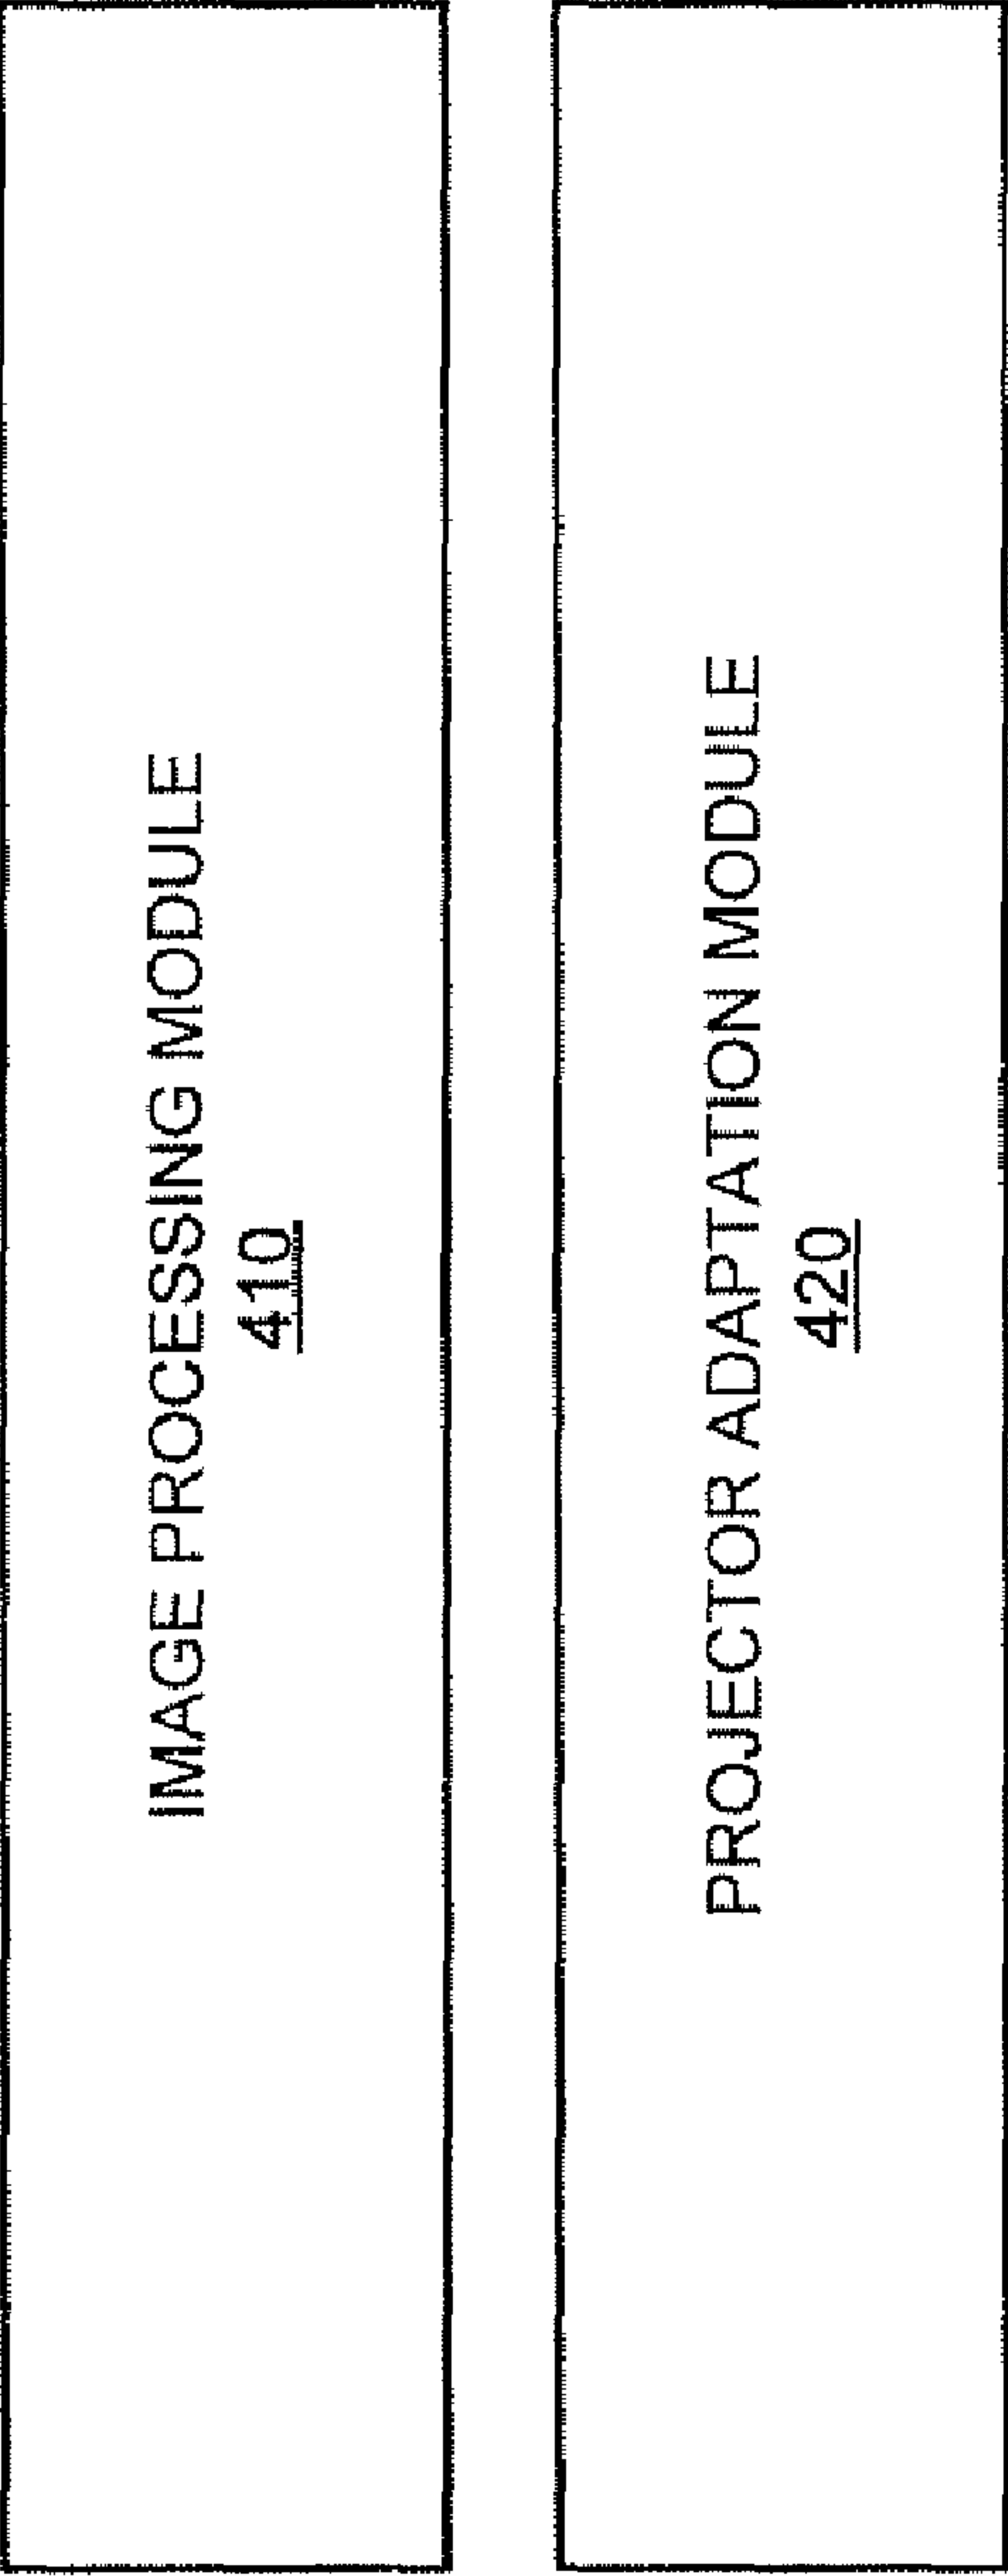 IMAGE PROCESSING MODULE
410
PROJECTOR ADAPTATION MODULE
420